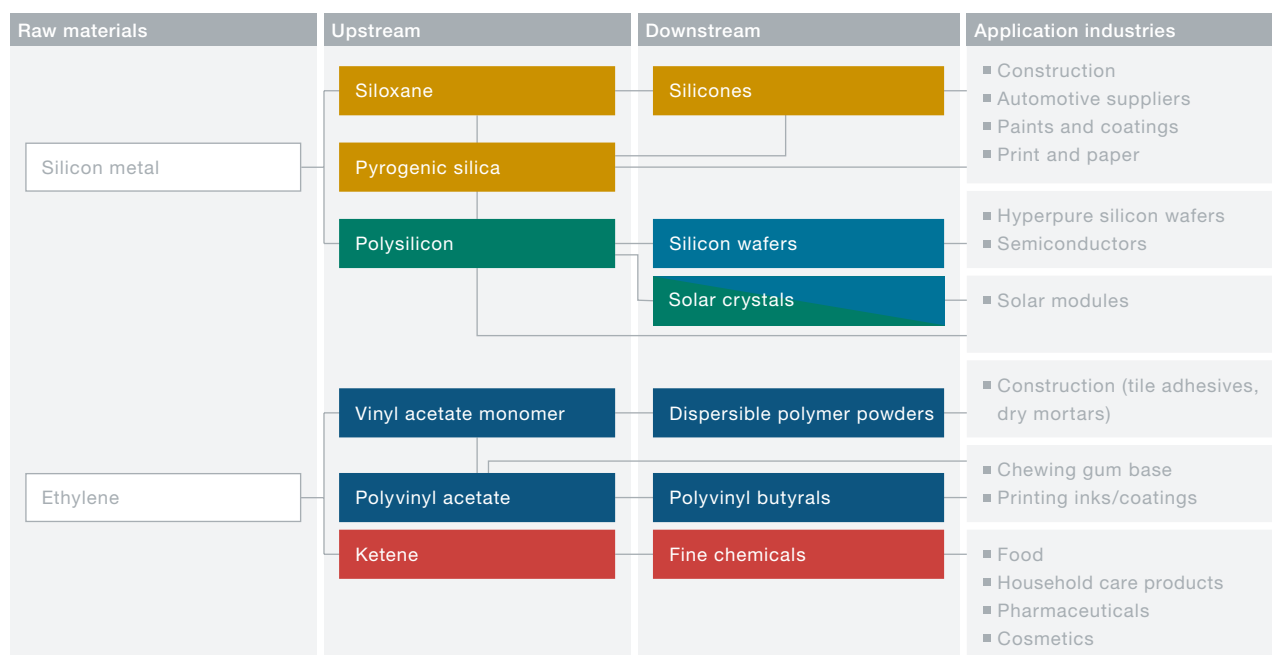 Raw materials
Upstream
Downstream
Application industries
Silicon metal
Siloxane
Silicones
Construction
Automotive suppliers
Paints and coatings
Print and paper
Pyrogenic silica
Polysilicon
Silicon wafers
Hyperpure silicon wafers
Semiconductors
Solar crystals
Solar modules
Ethylene
Vinyl acetate monomer
Dispersible polymer powders
Construction (tile adhesives,
dry mortars)
Polyvinyl acetate
Polyvinyl butyrals
Chewing gum base
Printing inks/coatings
Ketene
Fine chemicals
Food
Household care products
Pharmaceuticals
Cosmetics